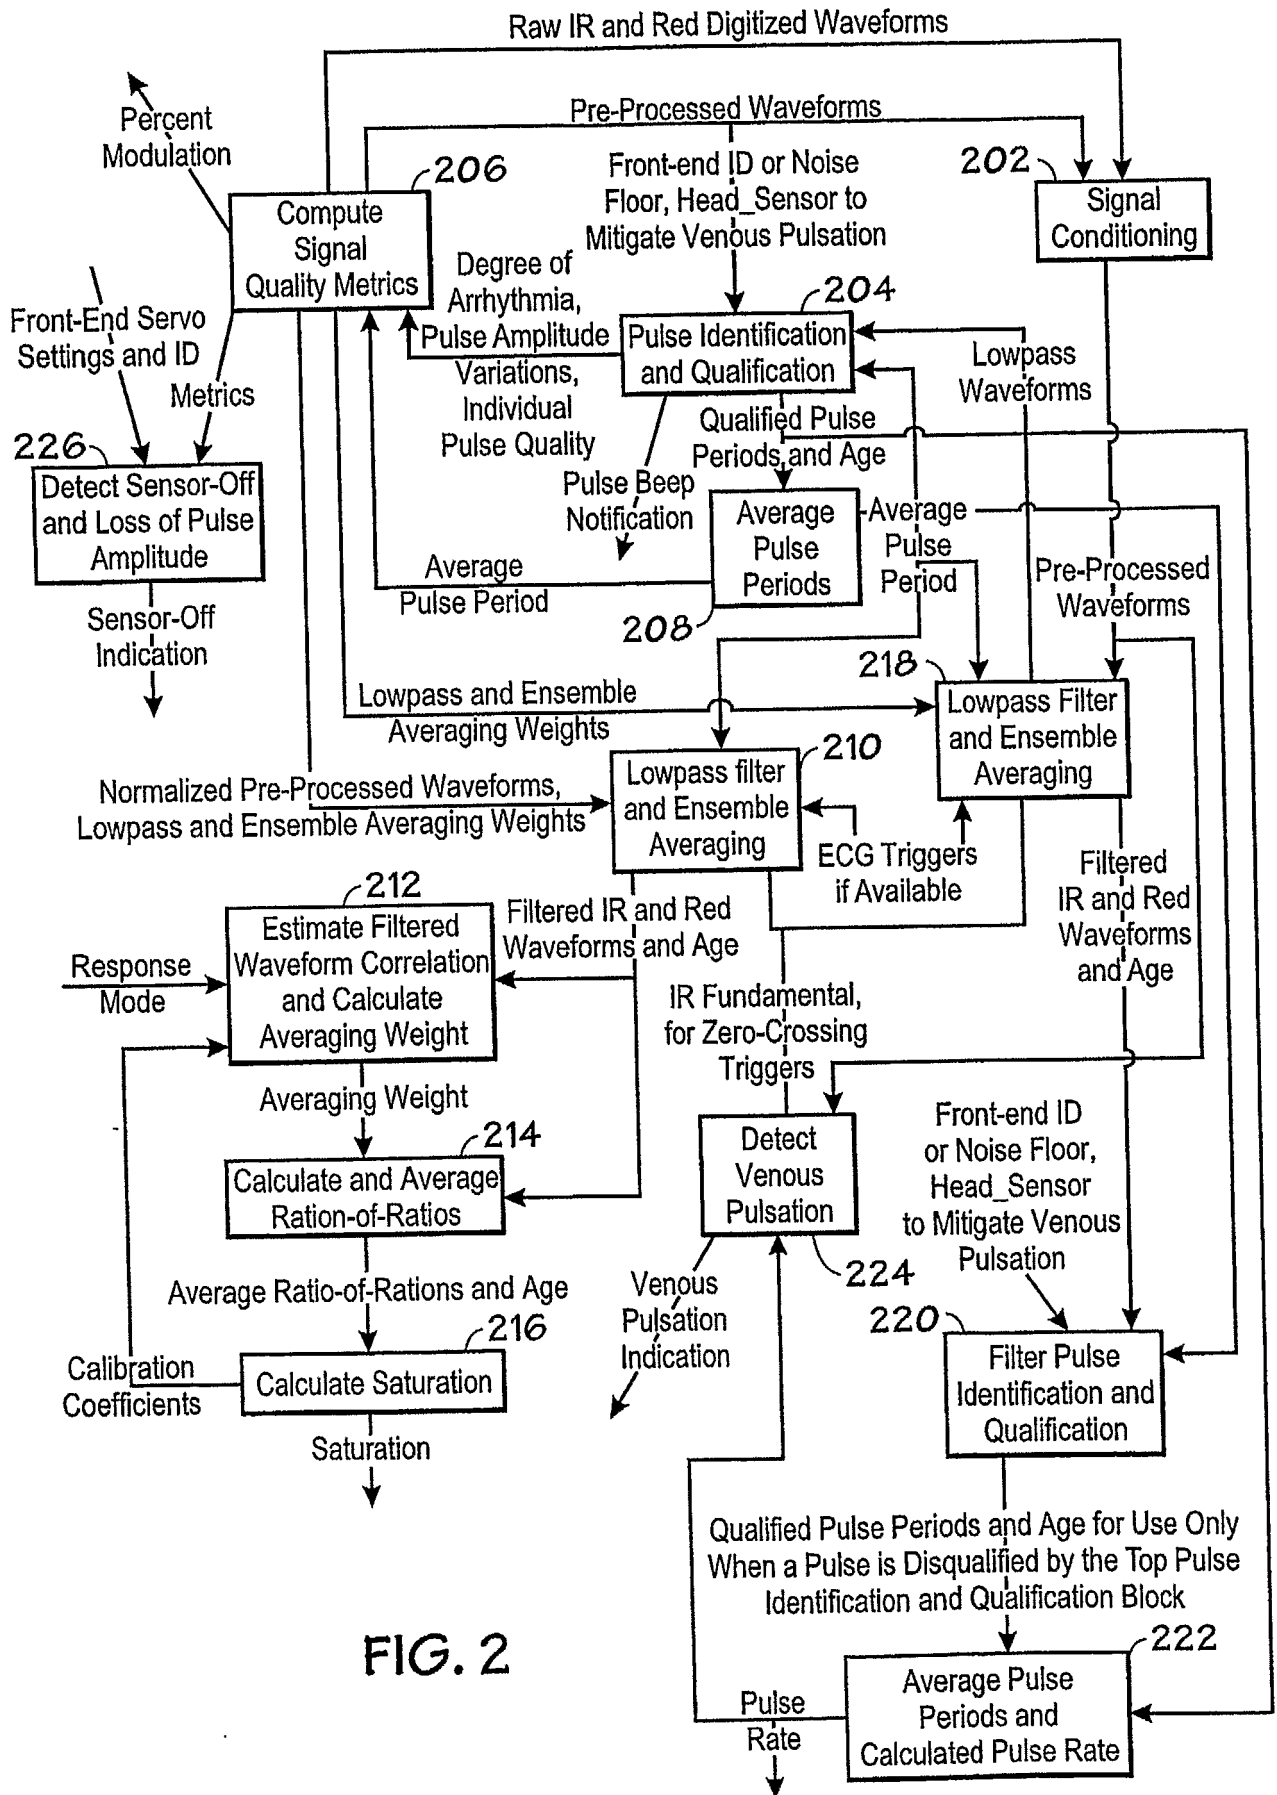 Raw IR and Red Digitized Waveforms
Percent
Modulation
Pre-Processed Waveforms
206
Compute
Signal
Quality Metrics
Front-end ID or Noise
Floor, Head_Sensor to
Mitigate Venous Pulsation
202
Signal
Conditioning
Degree of
Arrhythmia,
Pulse Amplitude
Variations,
Individual
Pulse Quality
204
Pulse Identification
and Qualification
Lowpass
Waveforms
Front-End Servo
Settings and ID
Metrics
226
Detect Sensor-Off
and Loss of Pulse
Amplitude
Sensor-Off
Indication
Pulse Beep
Notification
Qualified Pulse
Periods and Age
Average
Pulse
Periods
208
Average
Pulse
Period
Average
Pulse Period
Pre-Processed
Waveforms
218
Lowpass Filter
and Ensemble
Averaging
Lowpass and Ensemble
Averaging Weights
210
Lowpass filter
and Ensemble
Averaging
Normalized Pre-Processed Waveforms,
Lowpass and Ensemble Averaging Weights
ECG Triggers
if Available
Filtered
IR and Red
Waveforms
and Age
212
Estimate Filtered
Waveform Correlation
and Calculate
Averaging Weight
Filtered IR and Red
Waveforms and Age
Response
Mode
IR Fundamental,
for Zero-Crossing
Triggers
Averaging Weight
214
Calculate and Average
Ration-of-Ratios
Detect
Venous
Pulsation
224
Front-end ID
or Noise Floor,
Head_Sensor
to Mitigate Venous
Pulsation
Average Ratio-of-Rations and Age
216
Calculate Saturation
Calibration
Coefficients
Saturation
Venous
Pulsation
Indication
220
Filter Pulse
Identification and
Qualification
Qualified Pulse Periods and Age for Use Only
When a Pulse is Disqualified by the Top Pulse
Identification and Qualification Block
222
Average Pulse
Periods and
Calculated Pulse Rate
Pulse
Rate
FIG. 2